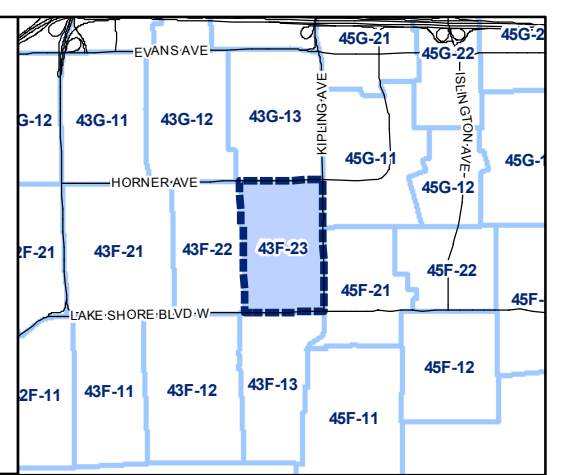 45G-21
45G-2
EVANS AVE
45G-22
KIPLING AVE
ISLINGTON AVE
G-12
43G-11
43G-12
43G-13
45G-11
45G-1
45G-12
HORNER AVE
2F-21
43F-21
43F-22
43F-23
45F-22
45F-21
45F-
LAKE SHORE BLVD W
2F-11
43F-11
43F-12
43F-13
45F-12
45F-11